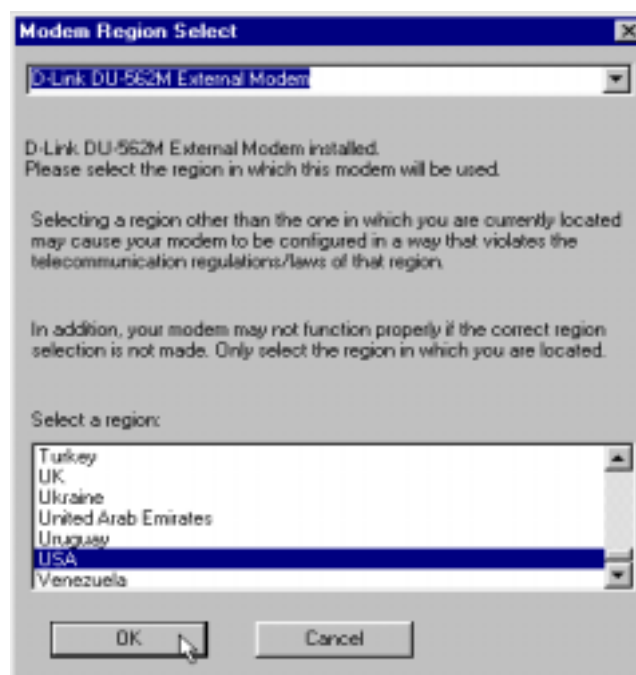 Modem Region Select
D-Link DU-562M External Modem
D-Link DU-562M External Modem installed.
Please select the region in which this modem will be used.
Selecting a region other than the one in which you are currently located
may cause your modem to be configured in a way that violates the
telecommunication regulations/laws of that region.
In addition, your modem may not function properly if the correct region
selection is not made. Only select the region in which you are located.
Select a region:
Turkey
UK
Ukraine
United Arab Emirates
Uruguay
USA
Venezuela
OK
Cancel